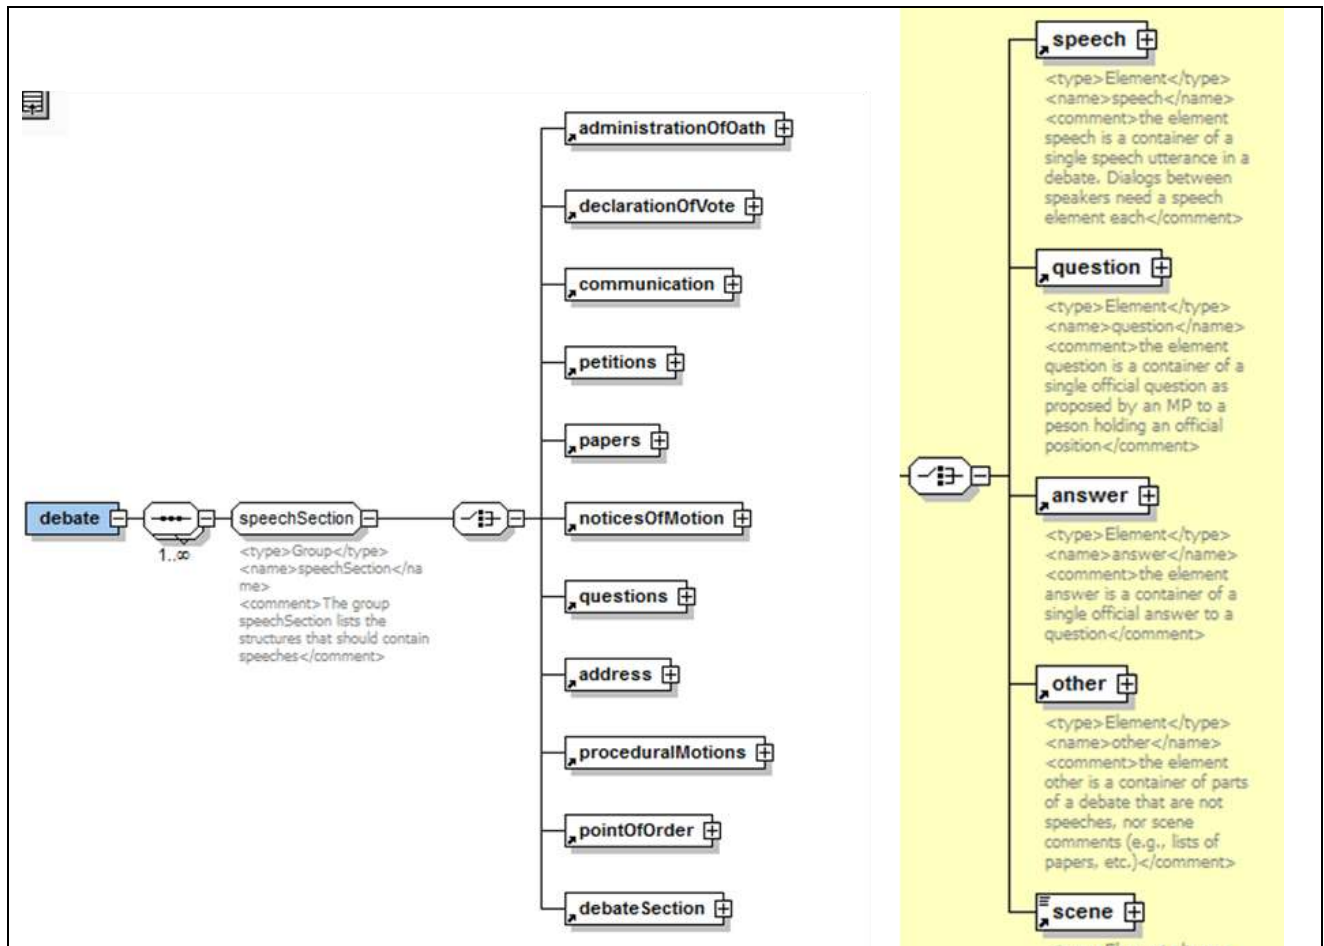 administrationOfOath
declarationOfVote
communication
petitions
papers
debate
1..∞
speechSection
<type>Group</type>
<name>speechSection</na
me>
<comment>The group
speechSection lists the
structures that should contain
speeches</comment>
noticesOfMotion
questions
address
proceduralMotions
pointOfOrder
debateSection
speech
<type>Element</type>
<name>speech</name>
<comment>the element
speech is a container of a
single speech utterance in a
debate. Dialogs between
speakers need a speech
element each</comment>
question
<type>Element</type>
<name>question</name>
<comment>the element
question is a container of a
single official question as
proposed by an MP to a
peson holding an official
position</comment>
answer
<type>Element</type>
<name>answer</name>
<comment>the element
answer is a container of a
single official answer to a
question</comment>
other
<type>Element</type>
<name>other</name>
<comment>the element
other is a container of parts
of a debate that are not
speeches, nor scene
comments (e.g., lists of
papers, etc.)</comment>
scene